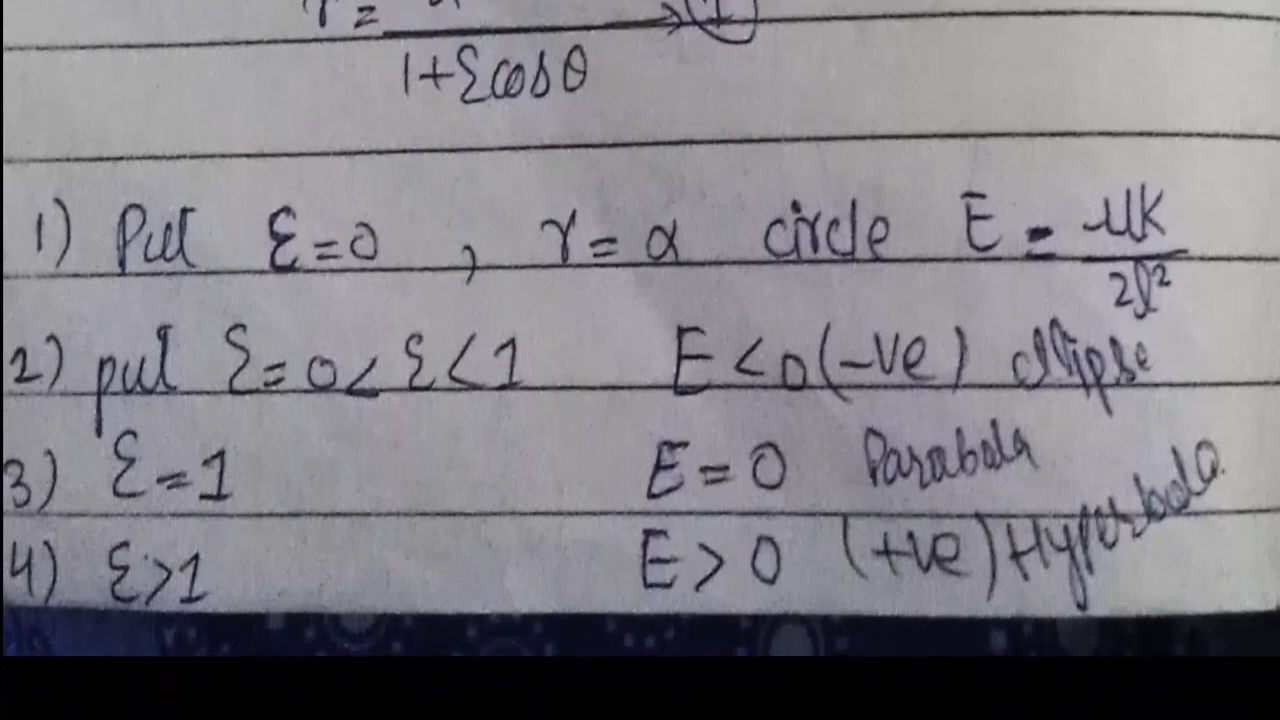 r =
1+εcosθ
1) Put ε=0 , r=α circle E = -μK / 2l²
2) put ε=0<ε<1 E<0 (-ve) ellipse
3) ε=1 E=0 Parabola
4) ε>1 E>0 (+ve) Hyperbola